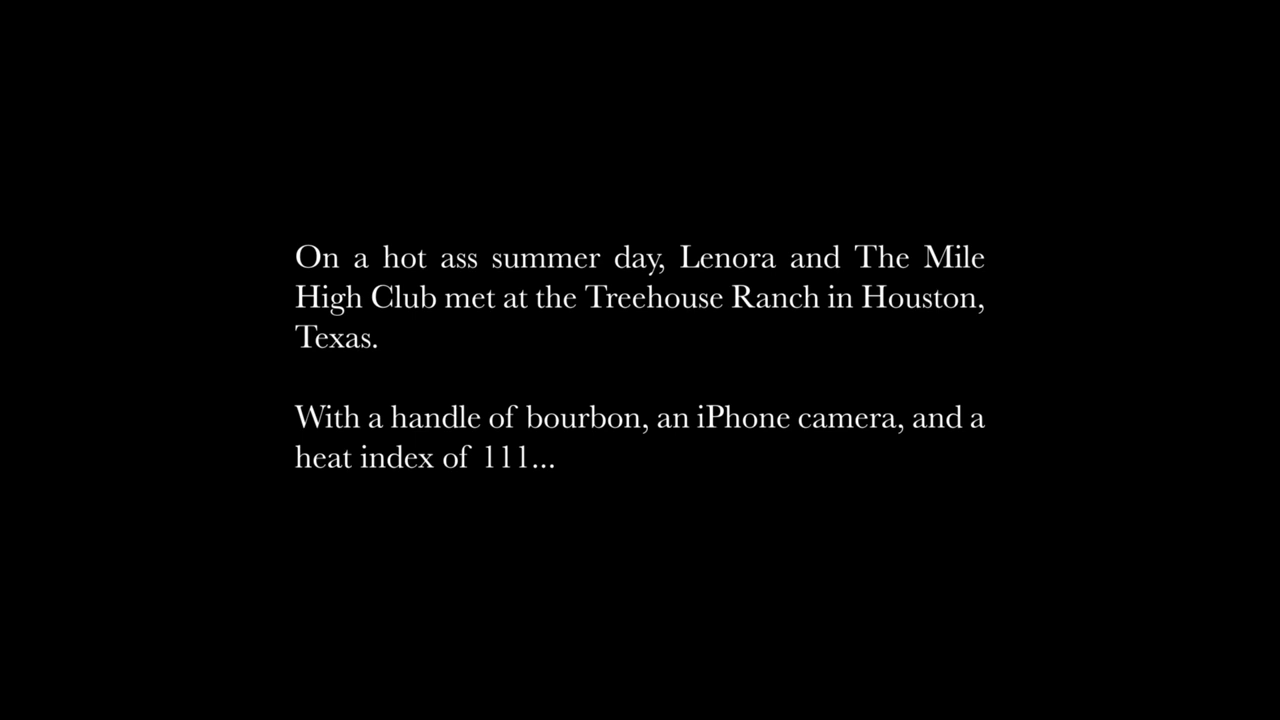 On a hot ass summer day, Lenora and The Mile
High Club met at the Treehouse Ranch in Houston,
Texas.
With a handle of bourbon, an iPhone camera, and a
heat index of 111...